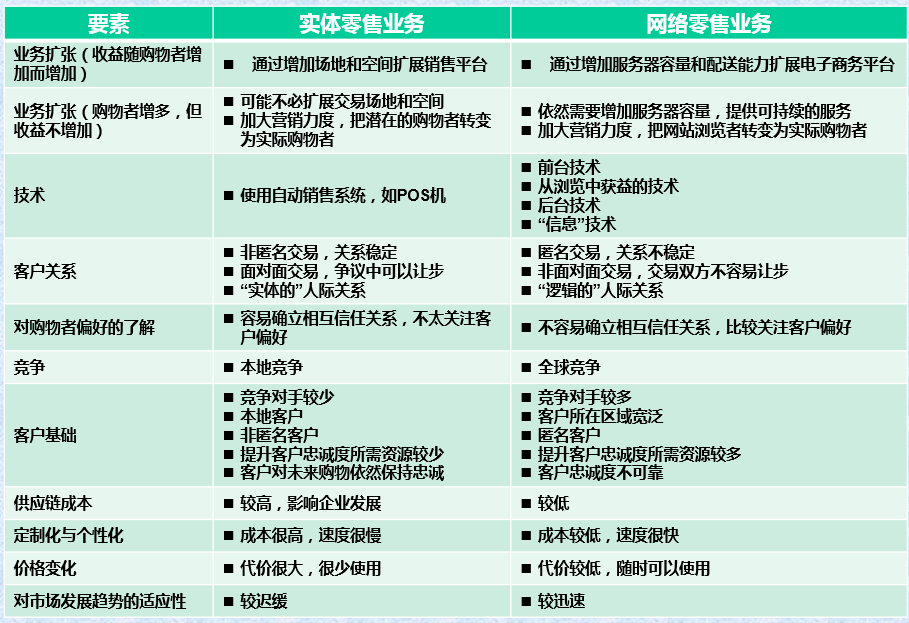 要素
实体零售业务
网络零售业务
业务扩张（收益随购物者增
加而增加）
■ 通过增加场地和空间扩展销售平台
■ 通过增加服务器容量和配送能力扩展电子商务平台
业务扩张（购物者增多，但
收益不增加）
■ 可能不必扩展交易场地和空间
■ 加大营销力度，把潜在的购物者转变
为实际购物者
■ 依然需要增加服务器容量，提供可持续的服务
■ 加大营销力度，把网站浏览者转变为实际购物者
技术
■ 使用自动销售系统，如POS机
■ 前台技术
■ 从浏览中获益的技术
■ 后台技术
■ “信息”技术
客户关系
■ 非匿名交易，关系稳定
■ 面对面交易，争议中可以让步
■ “实体的”人际关系
■ 匿名交易，关系不稳定
■ 非面对面交易，交易双方不容易让步
■ “逻辑的”人际关系
对购物者偏好的了解
■ 容易确立相互信任关系，不太关注客
户偏好
■ 不容易确立相互信任关系，比较关注客户偏好
竞争
■ 本地竞争
■ 全球竞争
客户基础
■ 竞争对手较少
■ 本地客户
■ 非匿名客户
■ 提升客户忠诚度所需资源较少
■ 客户对未来购物依然保持忠诚
■ 竞争对手较多
■ 客户所在区域宽泛
■ 匿名客户
■ 提升客户忠诚度所需资源较多
■ 客户忠诚度不可靠
供应链成本
■ 较高，影响企业发展
■ 较低
定制化与个性化
■ 成本很高，速度很慢
■ 成本较低，速度很快
价格变化
■ 代价很大，很少使用
■ 代价较低，随时可以使用
对市场发展趋势的适应性
■ 较迟缓
■ 较迅速